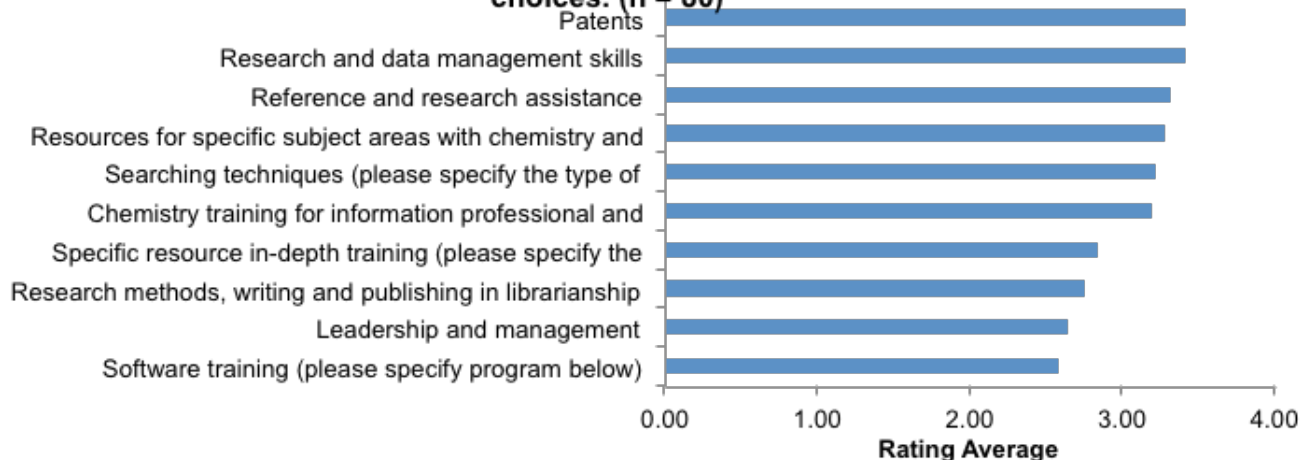 choices. (n = 80)
Patents
Research and data management skills
Reference and research assistance
Resources for specific subject areas with chemistry and
Searching techniques (please specify the type of
Chemistry training for information professional and
Specific resource in-depth training (please specify the
Research methods, writing and publishing in librarianship
Leadership and management
Software training (please specify program below)
0.00 1.00 2.00 3.00 4.00
Rating Average